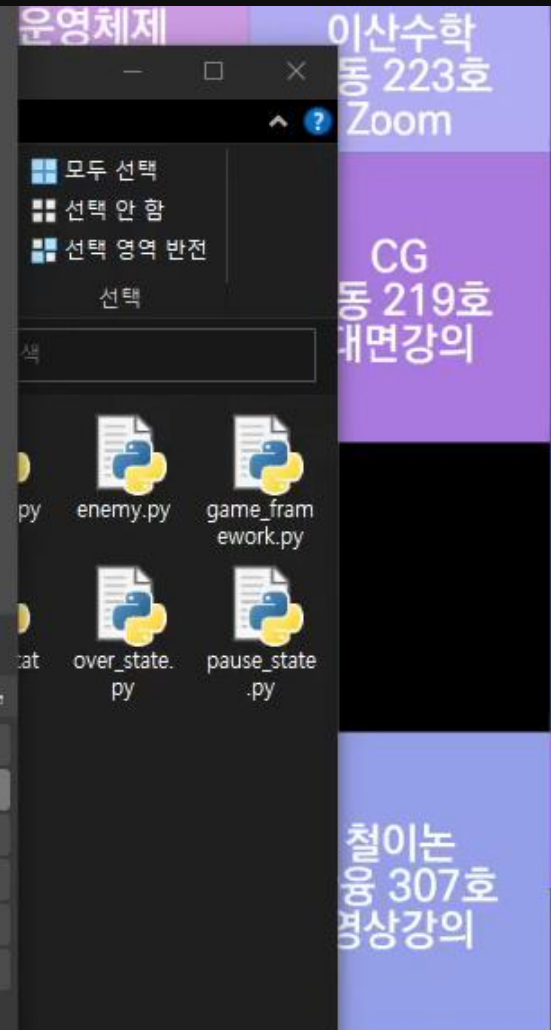 운영체제
이산수학
동 223호
Zoom
모두 선택
선택 안 함
선택 영역 반전
선택
색
CG
동 219호
대면강의
py
enemy.py
game_fram
ework.py
tat
over_state.
py
pause_state
.py
철이논
융 307호
영상강의